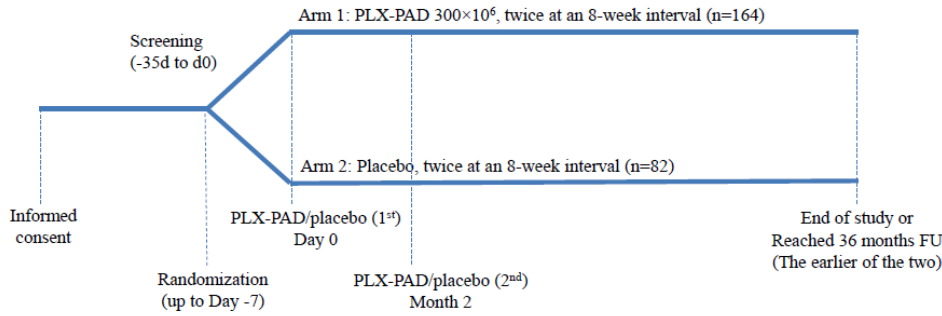 Arm 1: PLX-PAD 300×10⁶, twice at an 8-week interval (n=164)
Screening
(-35d to d0)
Arm 2: Placebo, twice at an 8-week interval (n=82)
Informed
consent
PLX-PAD/placebo (1ˢᵗ)
Day 0
End of study or
Reached 36 months FU
(The earlier of the two)
Randomization
(up to Day -7)
PLX-PAD/placebo (2ⁿᵈ)
Month 2